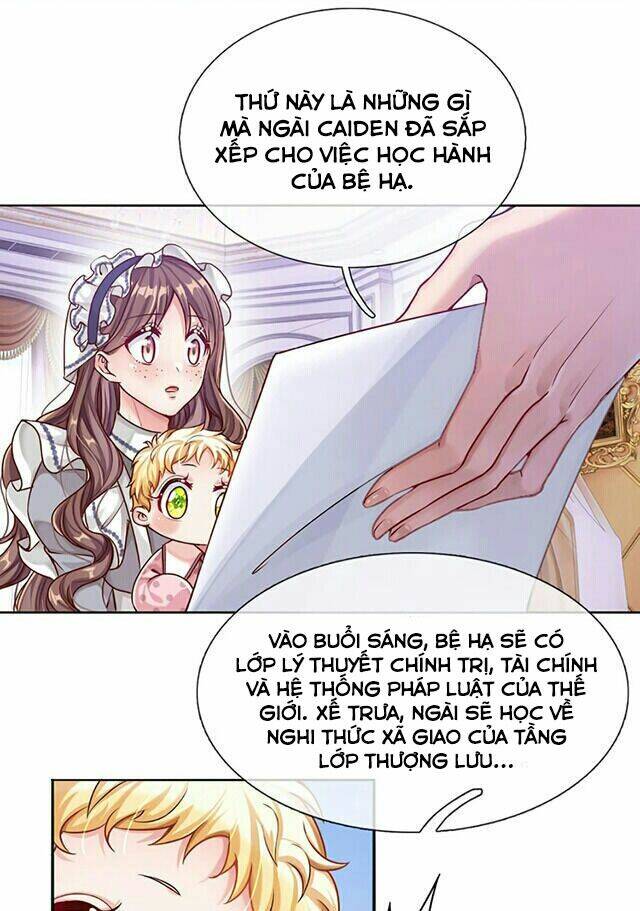 THỨ NÀY LÀ NHỮNG GÌ
MÀ NGÀI CAIDEN ĐÃ SẮP
XẾP CHO VIỆC HỌC HÀNH
CỦA BỆ HẠ.
VÀO BUỔI SÁNG, BỆ HẠ SẼ CÓ
LỚP LÝ THUYẾT CHÍNH TRỊ, TÀI CHÍNH
VÀ HỆ THỐNG PHÁP LUẬT CỦA THẾ
GIỚI. XẾ TRƯA, NGÀI SẼ HỌC VỀ
NGHI THỨC XÃ GIAO CỦA TẦNG
LỚP THƯỢNG LƯU...